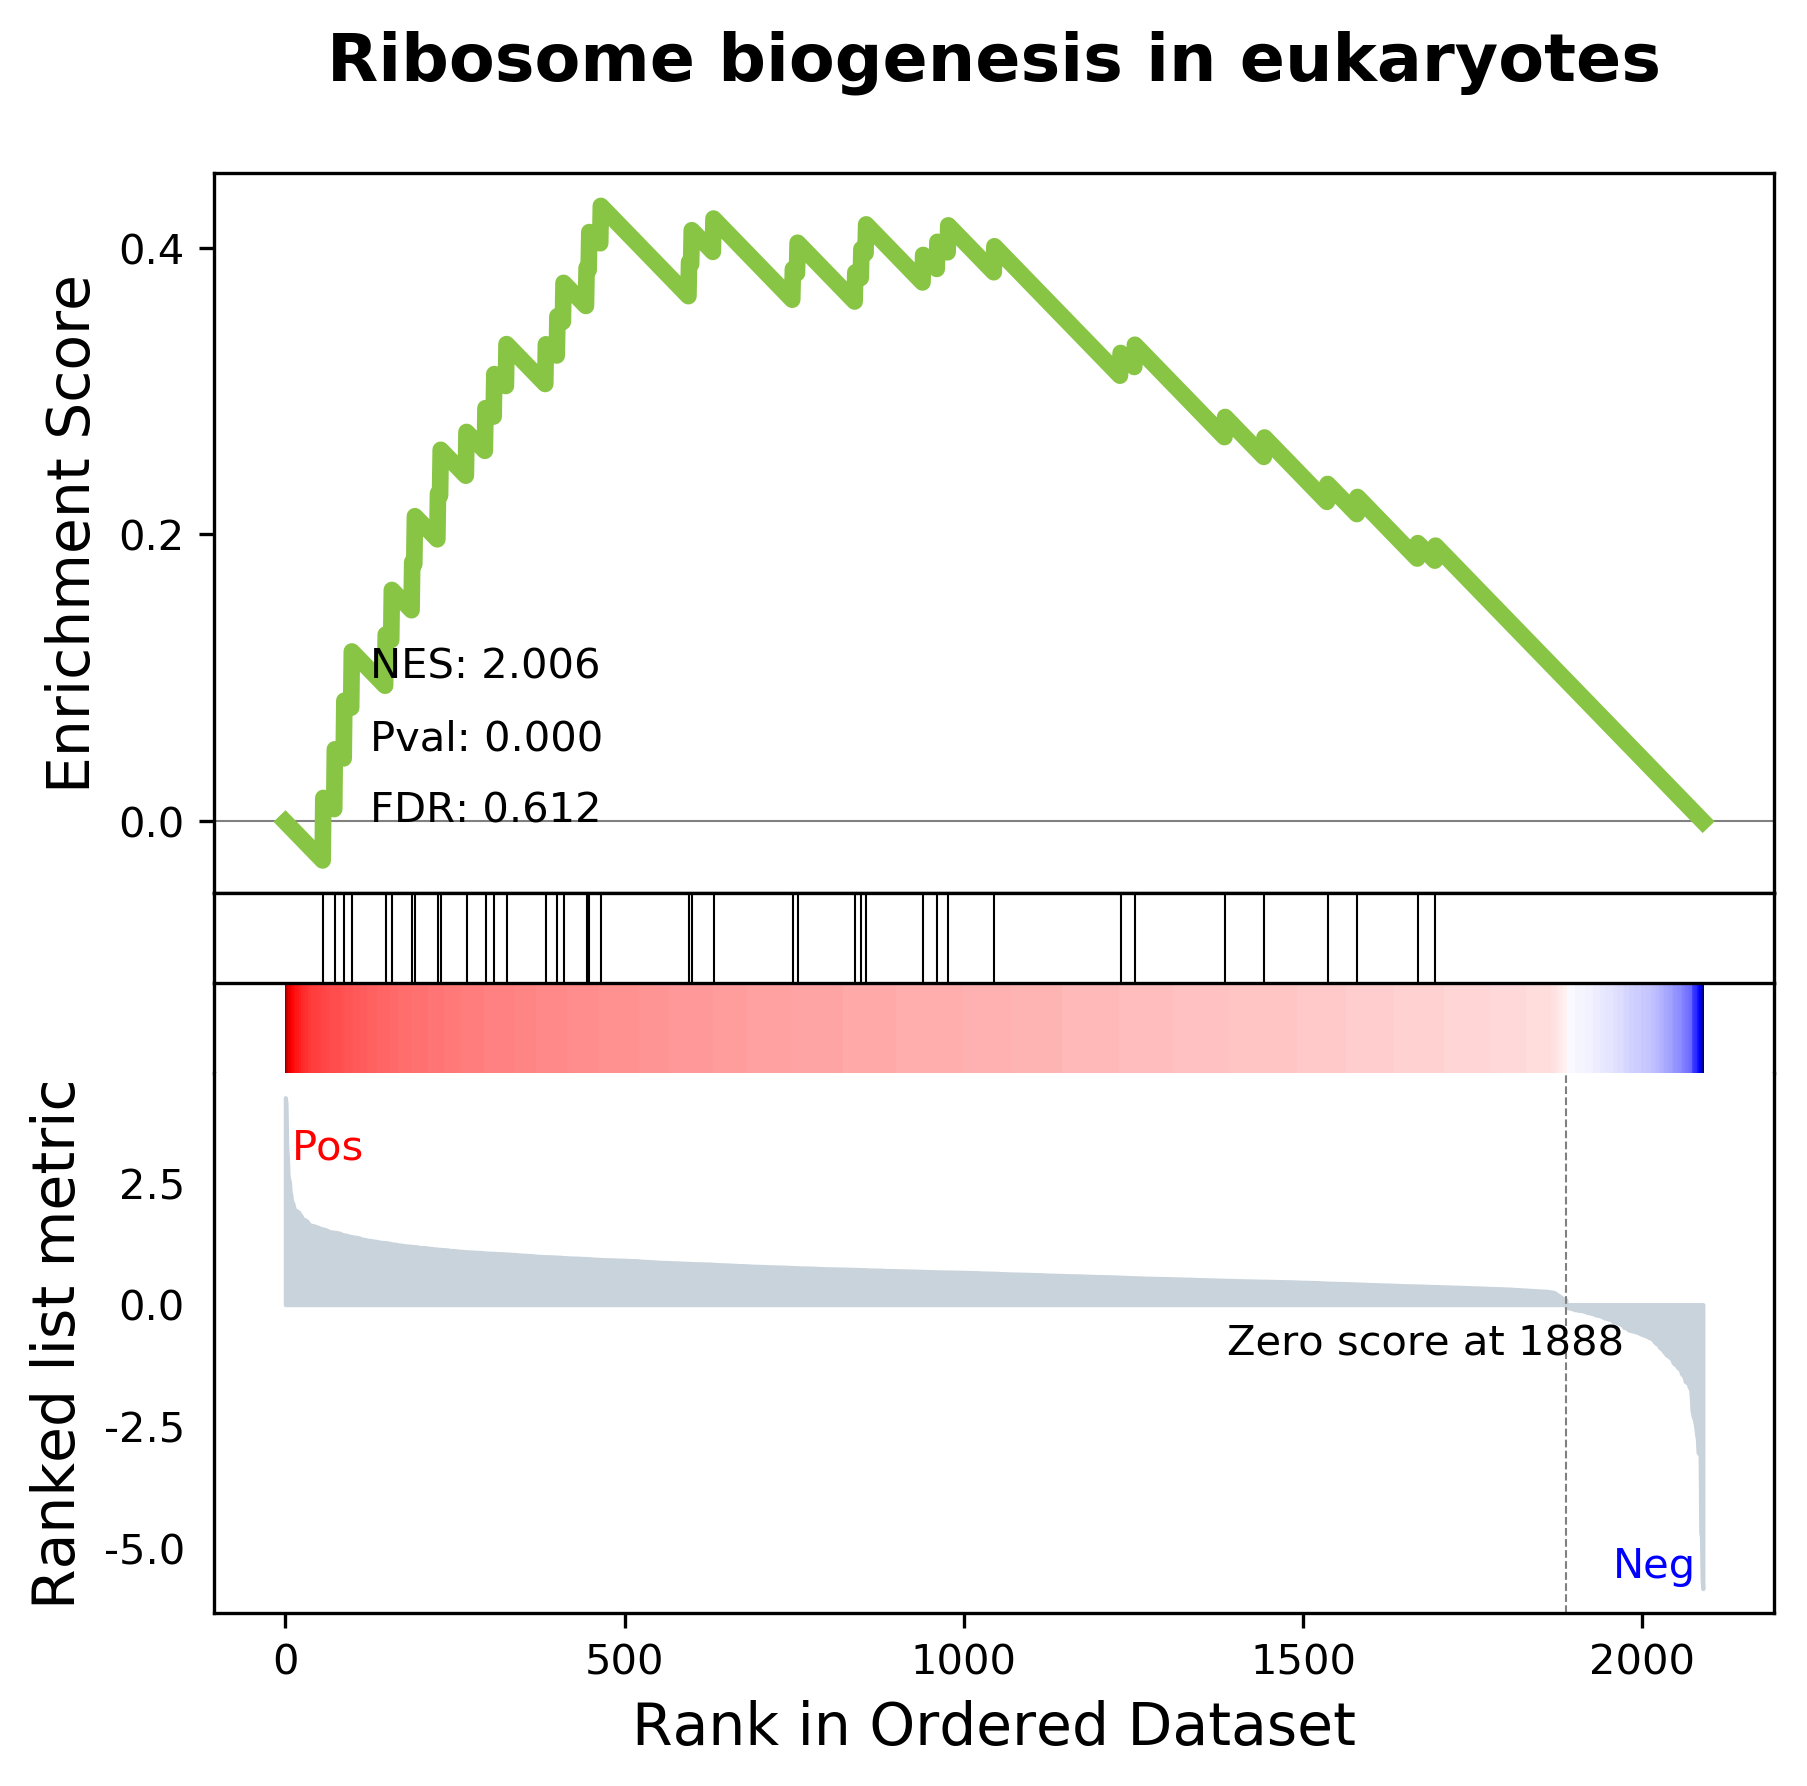 Ribosome biogenesis in eukaryotes
Enrichment Score
0.4
0.2
0.0
NES: 2.006
Pval: 0.000
FDR: 0.612
Ranked list metric
Pos
2.5
0.0
-2.5
-5.0
Zero score at 1888
Neg
0
500
1000
1500
2000
Rank in Ordered Dataset